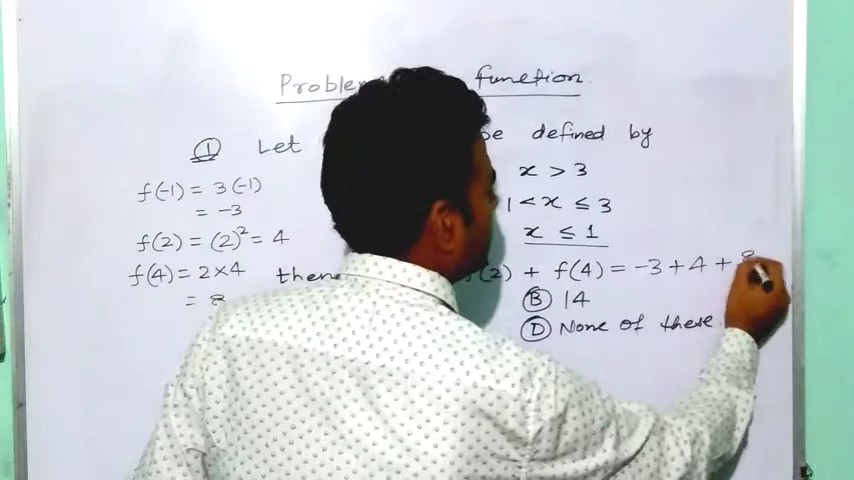 function
① Let be defined by
f(-1) = 3(-1) x > 3
= -3 1 < x ≤ 3
f(2) = (2)² = 4 x ≤ 1
f(4) = 2×4 then f(2) + f(4) = -3 + 4 + 8
= 8 Ⓑ 14
Ⓓ None of these